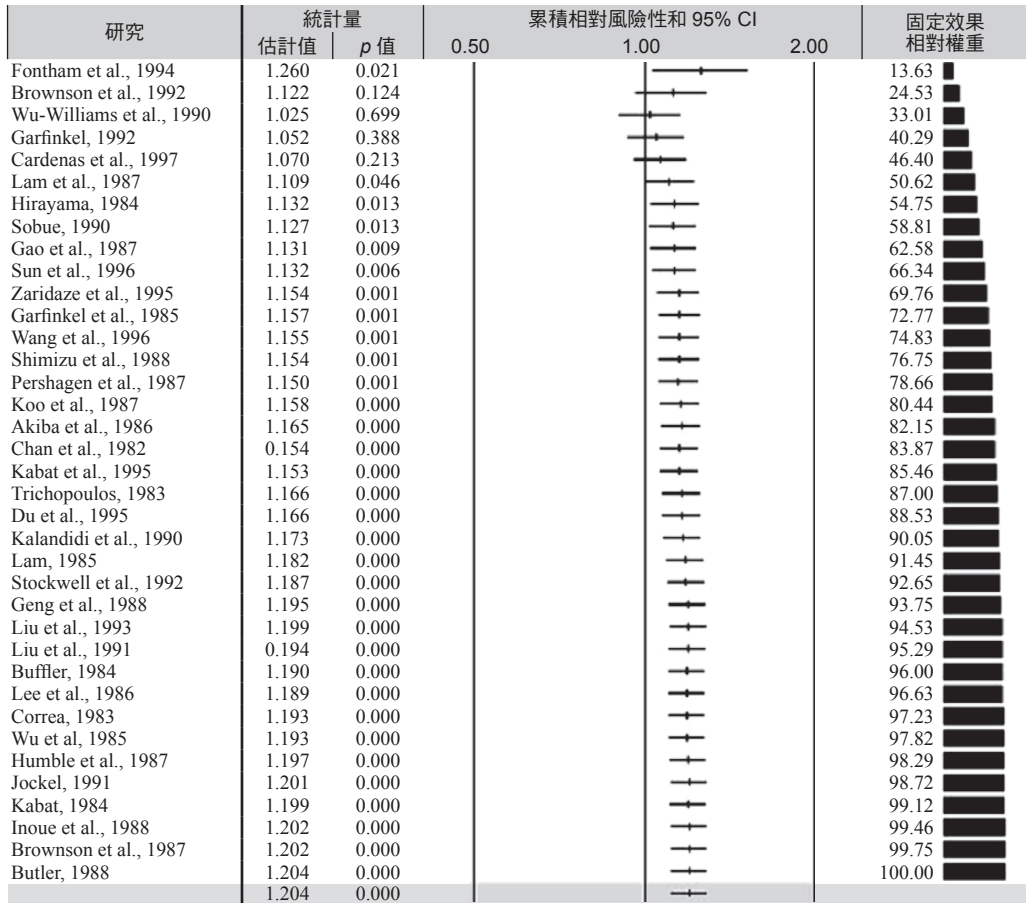 研究 統計量 累積相對風險性和 95% CI 固定效果
相對權重
估計值 p 值 0.50 1.00 2.00
Fontham et al., 1994 1.260 0.021 13.63
Brownson et al., 1992 1.122 0.124 24.53
Wu-Williams et al., 1990 1.025 0.699 33.01
Garfinkel, 1992 1.052 0.388 40.29
Cardenas et al., 1997 1.070 0.213 46.40
Lam et al., 1987 1.109 0.046 50.62
Hirayama, 1984 1.132 0.013 54.75
Sobue, 1990 1.127 0.013 58.81
Gao et al., 1987 1.131 0.009 62.58
Sun et al., 1996 1.132 0.006 66.34
Zaridaze et al., 1995 1.154 0.001 69.76
Garfinkel et al., 1985 1.157 0.001 72.77
Wang et al., 1996 1.155 0.001 74.83
Shimizu et al., 1988 1.154 0.001 76.75
Pershagen et al., 1987 1.150 0.001 78.66
Koo et al., 1987 1.158 0.000 80.44
Akiba et al., 1986 1.165 0.000 82.15
Chan et al., 1982 0.154 0.000 83.87
Kabat et al., 1995 1.153 0.000 85.46
Trichopoulos, 1983 1.166 0.000 87.00
Du et al., 1995 1.166 0.000 88.53
Kalandidi et al., 1990 1.173 0.000 90.05
Lam, 1985 1.182 0.000 91.45
Stockwell et al., 1992 1.187 0.000 92.65
Geng et al., 1988 1.195 0.000 93.75
Liu et al., 1993 1.199 0.000 94.53
Liu et al., 1991 0.194 0.000 95.29
Buffler, 1984 1.190 0.000 96.00
Lee et al., 1986 1.189 0.000 96.63
Correa, 1983 1.193 0.000 97.23
Wu et al, 1985 1.193 0.000 97.82
Humble et al., 1987 1.197 0.000 98.29
Jockel, 1991 1.201 0.000 98.72
Kabat, 1984 1.199 0.000 99.12
Inoue et al., 1988 1.202 0.000 99.46
Brownson et al., 1987 1.202 0.000 99.75
Butler, 1988 1.204 0.000 100.00
1.204 0.000